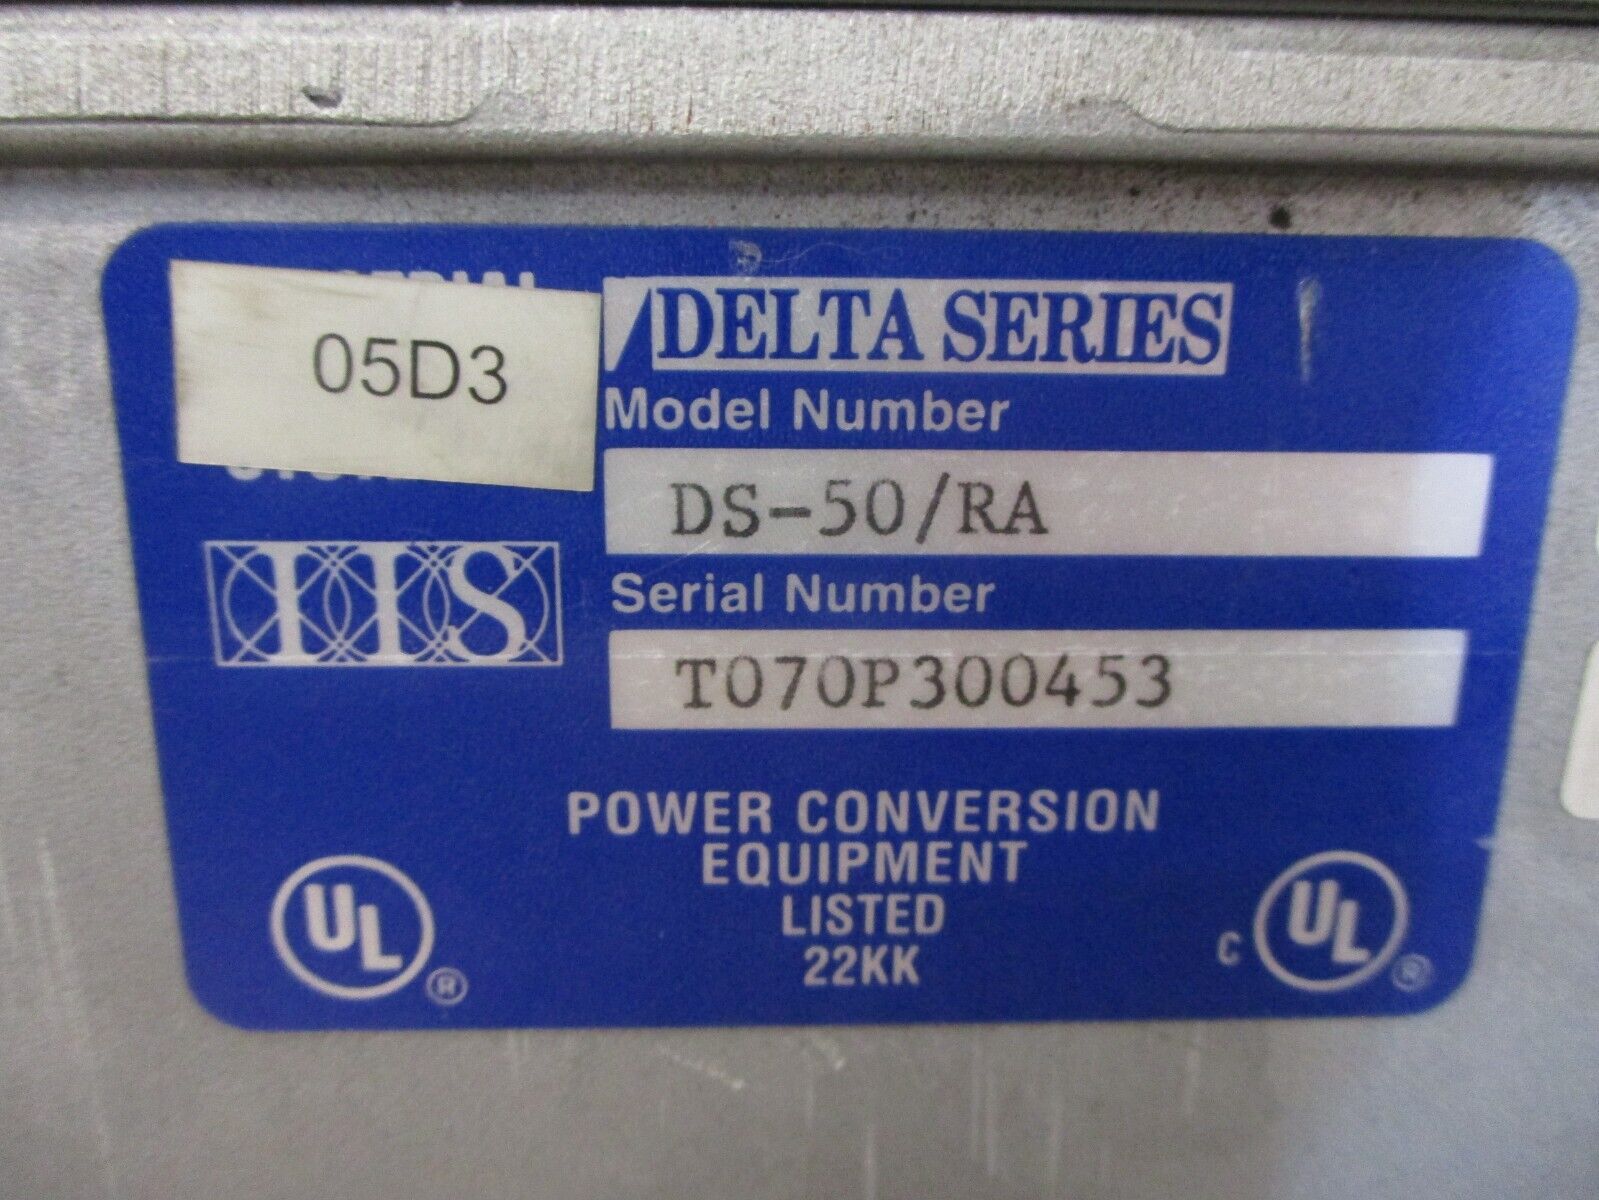 05D3
DELTA SERIES
Model Number
DS-50/RA
IIS
Serial Number
T070P300453
POWER CONVERSION
EQUIPMENT
LISTED
22KK
UL ®
C UL ®